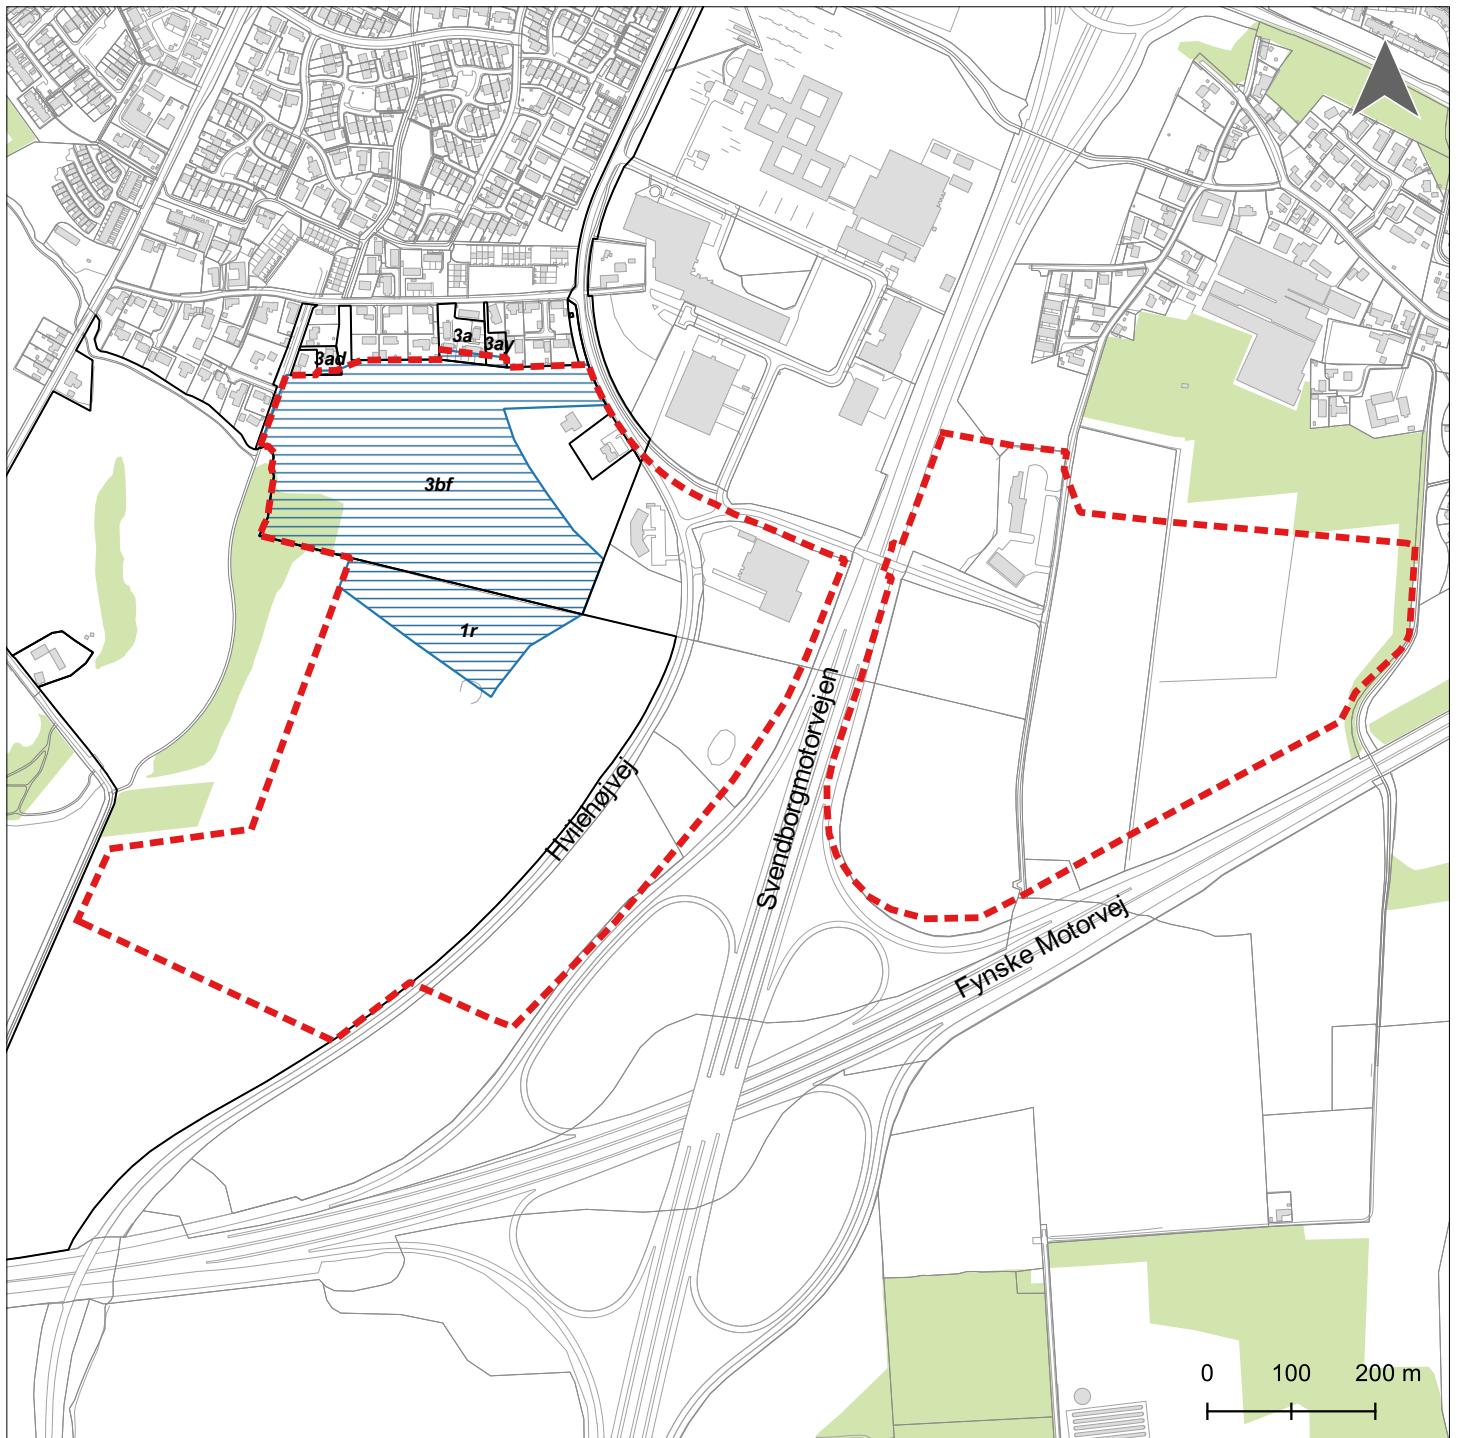 3a
3ay
3ad
3bf
1r
Svendborgmotorvejen
Hvilehøjvej
Fynske Motorvej
0 100 200 m